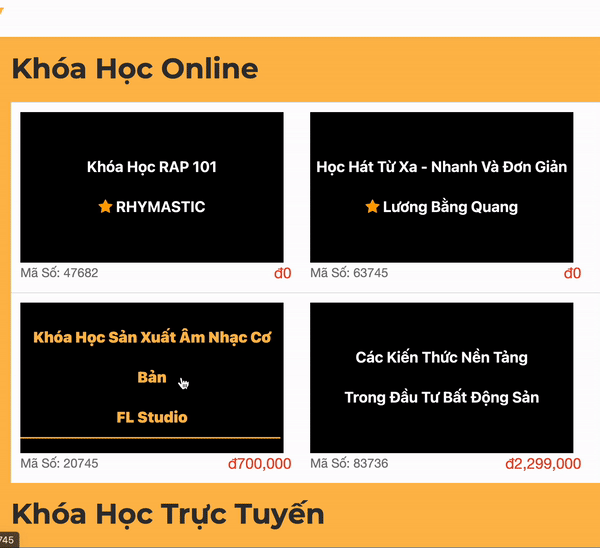 Khóa Học Online
Khóa Học RAP 101
⭐ RHYMASTIC
Mã Số: 47682
đ0
Học Hát Từ Xa - Nhanh Và Đơn Giản
⭐ Lương Bằng Quang
Mã Số: 63745
đ0
Khóa Học Sản Xuất Âm Nhạc Cơ
Bản
FL Studio
Mã Số: 20745
đ700,000
Các Kiến Thức Nền Tảng
Trong Đầu Tư Bất Động Sản
Mã Số: 83736
đ2,299,000
Khóa Học Trực Tuyến
745